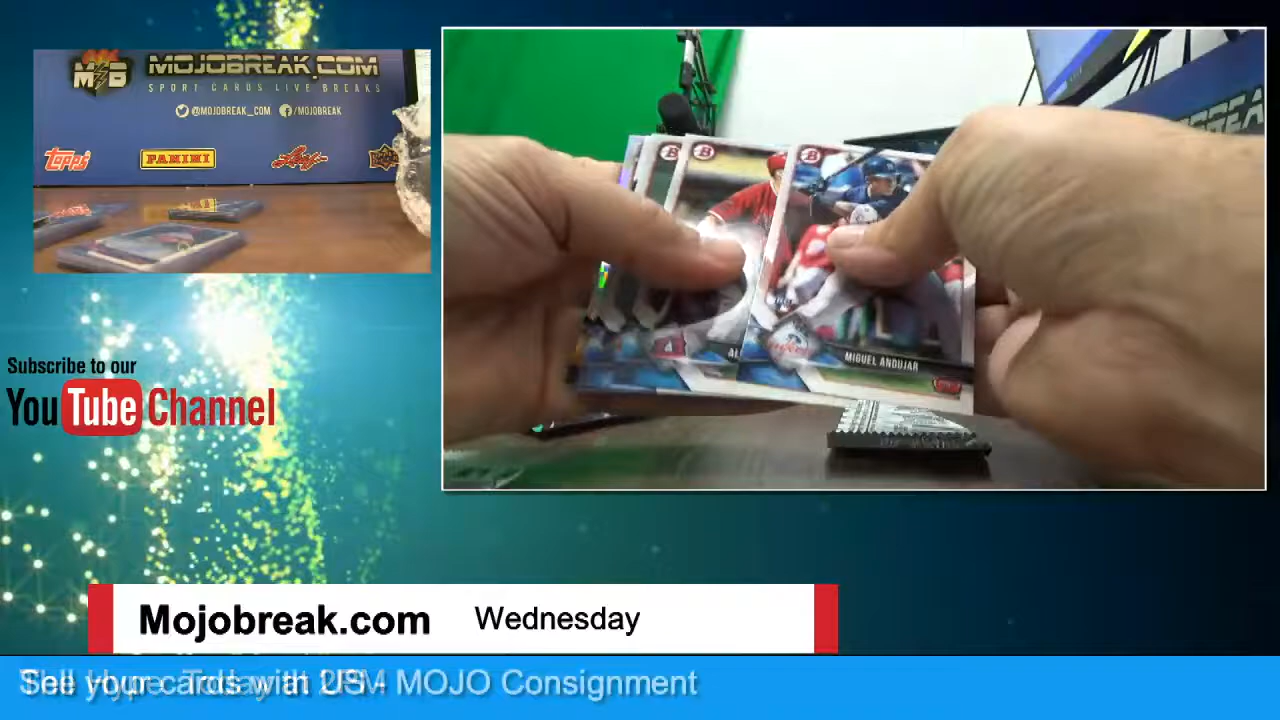 MOJOBREAK.COM
SPORT CARDS LIVE BREAKS
@MOJOBREAK_COM
/MOJOBREAK
TOPPS
PANINI
Leaf
Subscribe to our
YouTube Channel
MIGUEL ANDUJAR
Mojobreak.com
Wednesday
MOJO Consignment